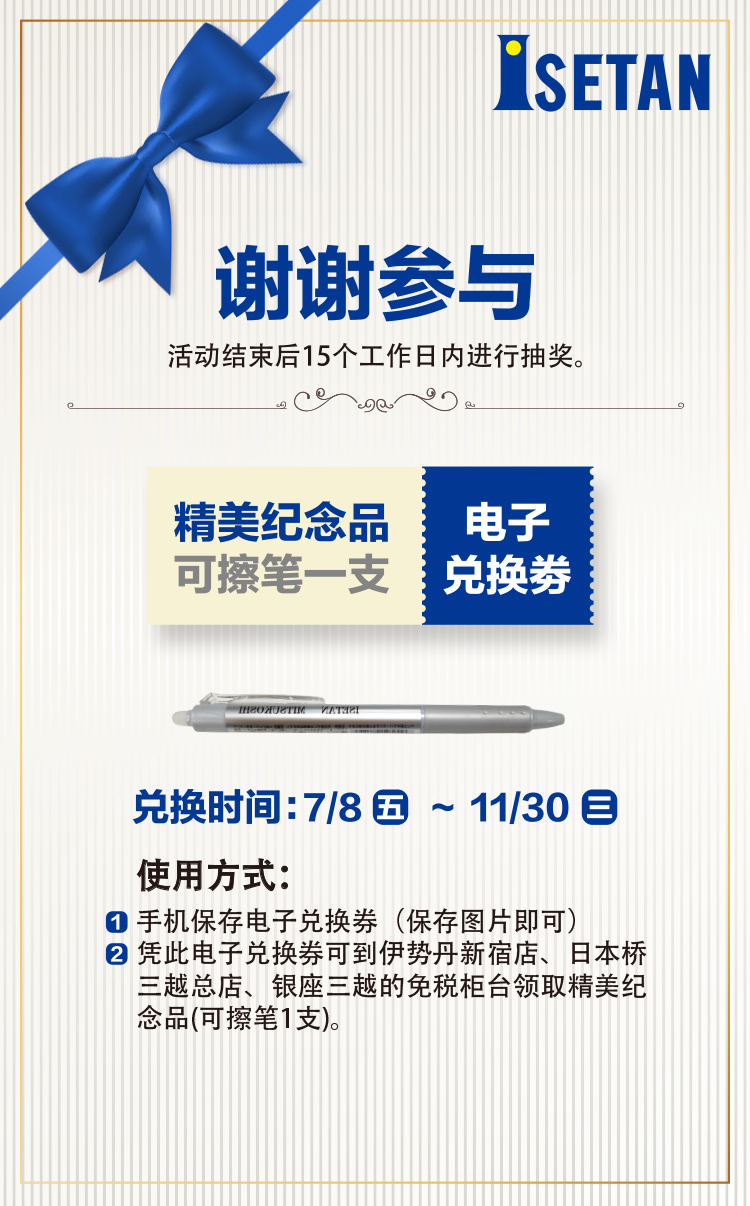 ISETAN
谢谢参与
活动结束后15个工作日内进行抽奖。
精美纪念品
可擦笔一支
电子
兑换券
ISETAN MITSUKOSHI
兑换时间：7/8 五 ~ 11/30 三
使用方式：
1 手机保存电子兑换券（保存图片即可）
2 凭此电子兑换券可到伊势丹新宿店、日本桥
三越总店、银座三越的免税柜台领取精美纪
念品(可擦笔1支)。